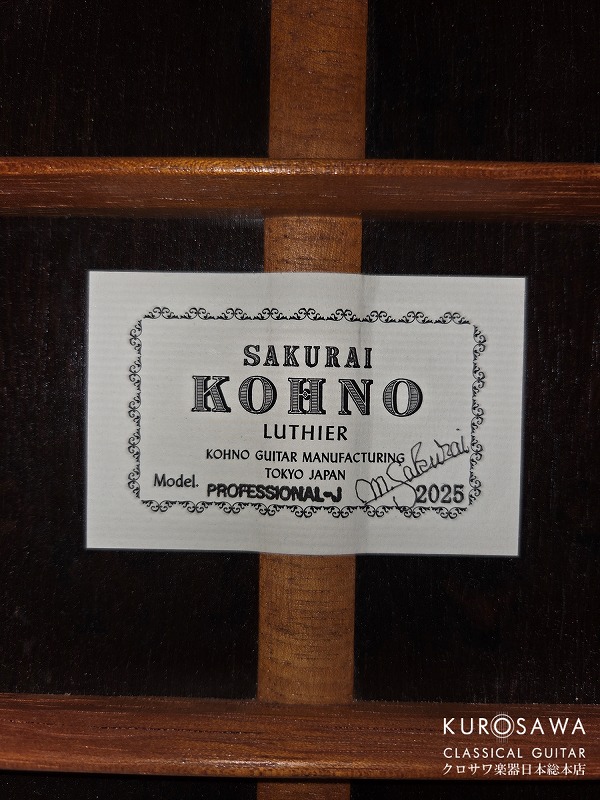 SAKURAI
KOHNO
LUTHIER
KOHNO GUITAR MANUFACTURING
TOKYO JAPAN
Model. PROFESSIONAL-J
M Sakurai
2025
KUROSAWA
CLASSICAL GUITAR
クロサワ楽器日本総本店